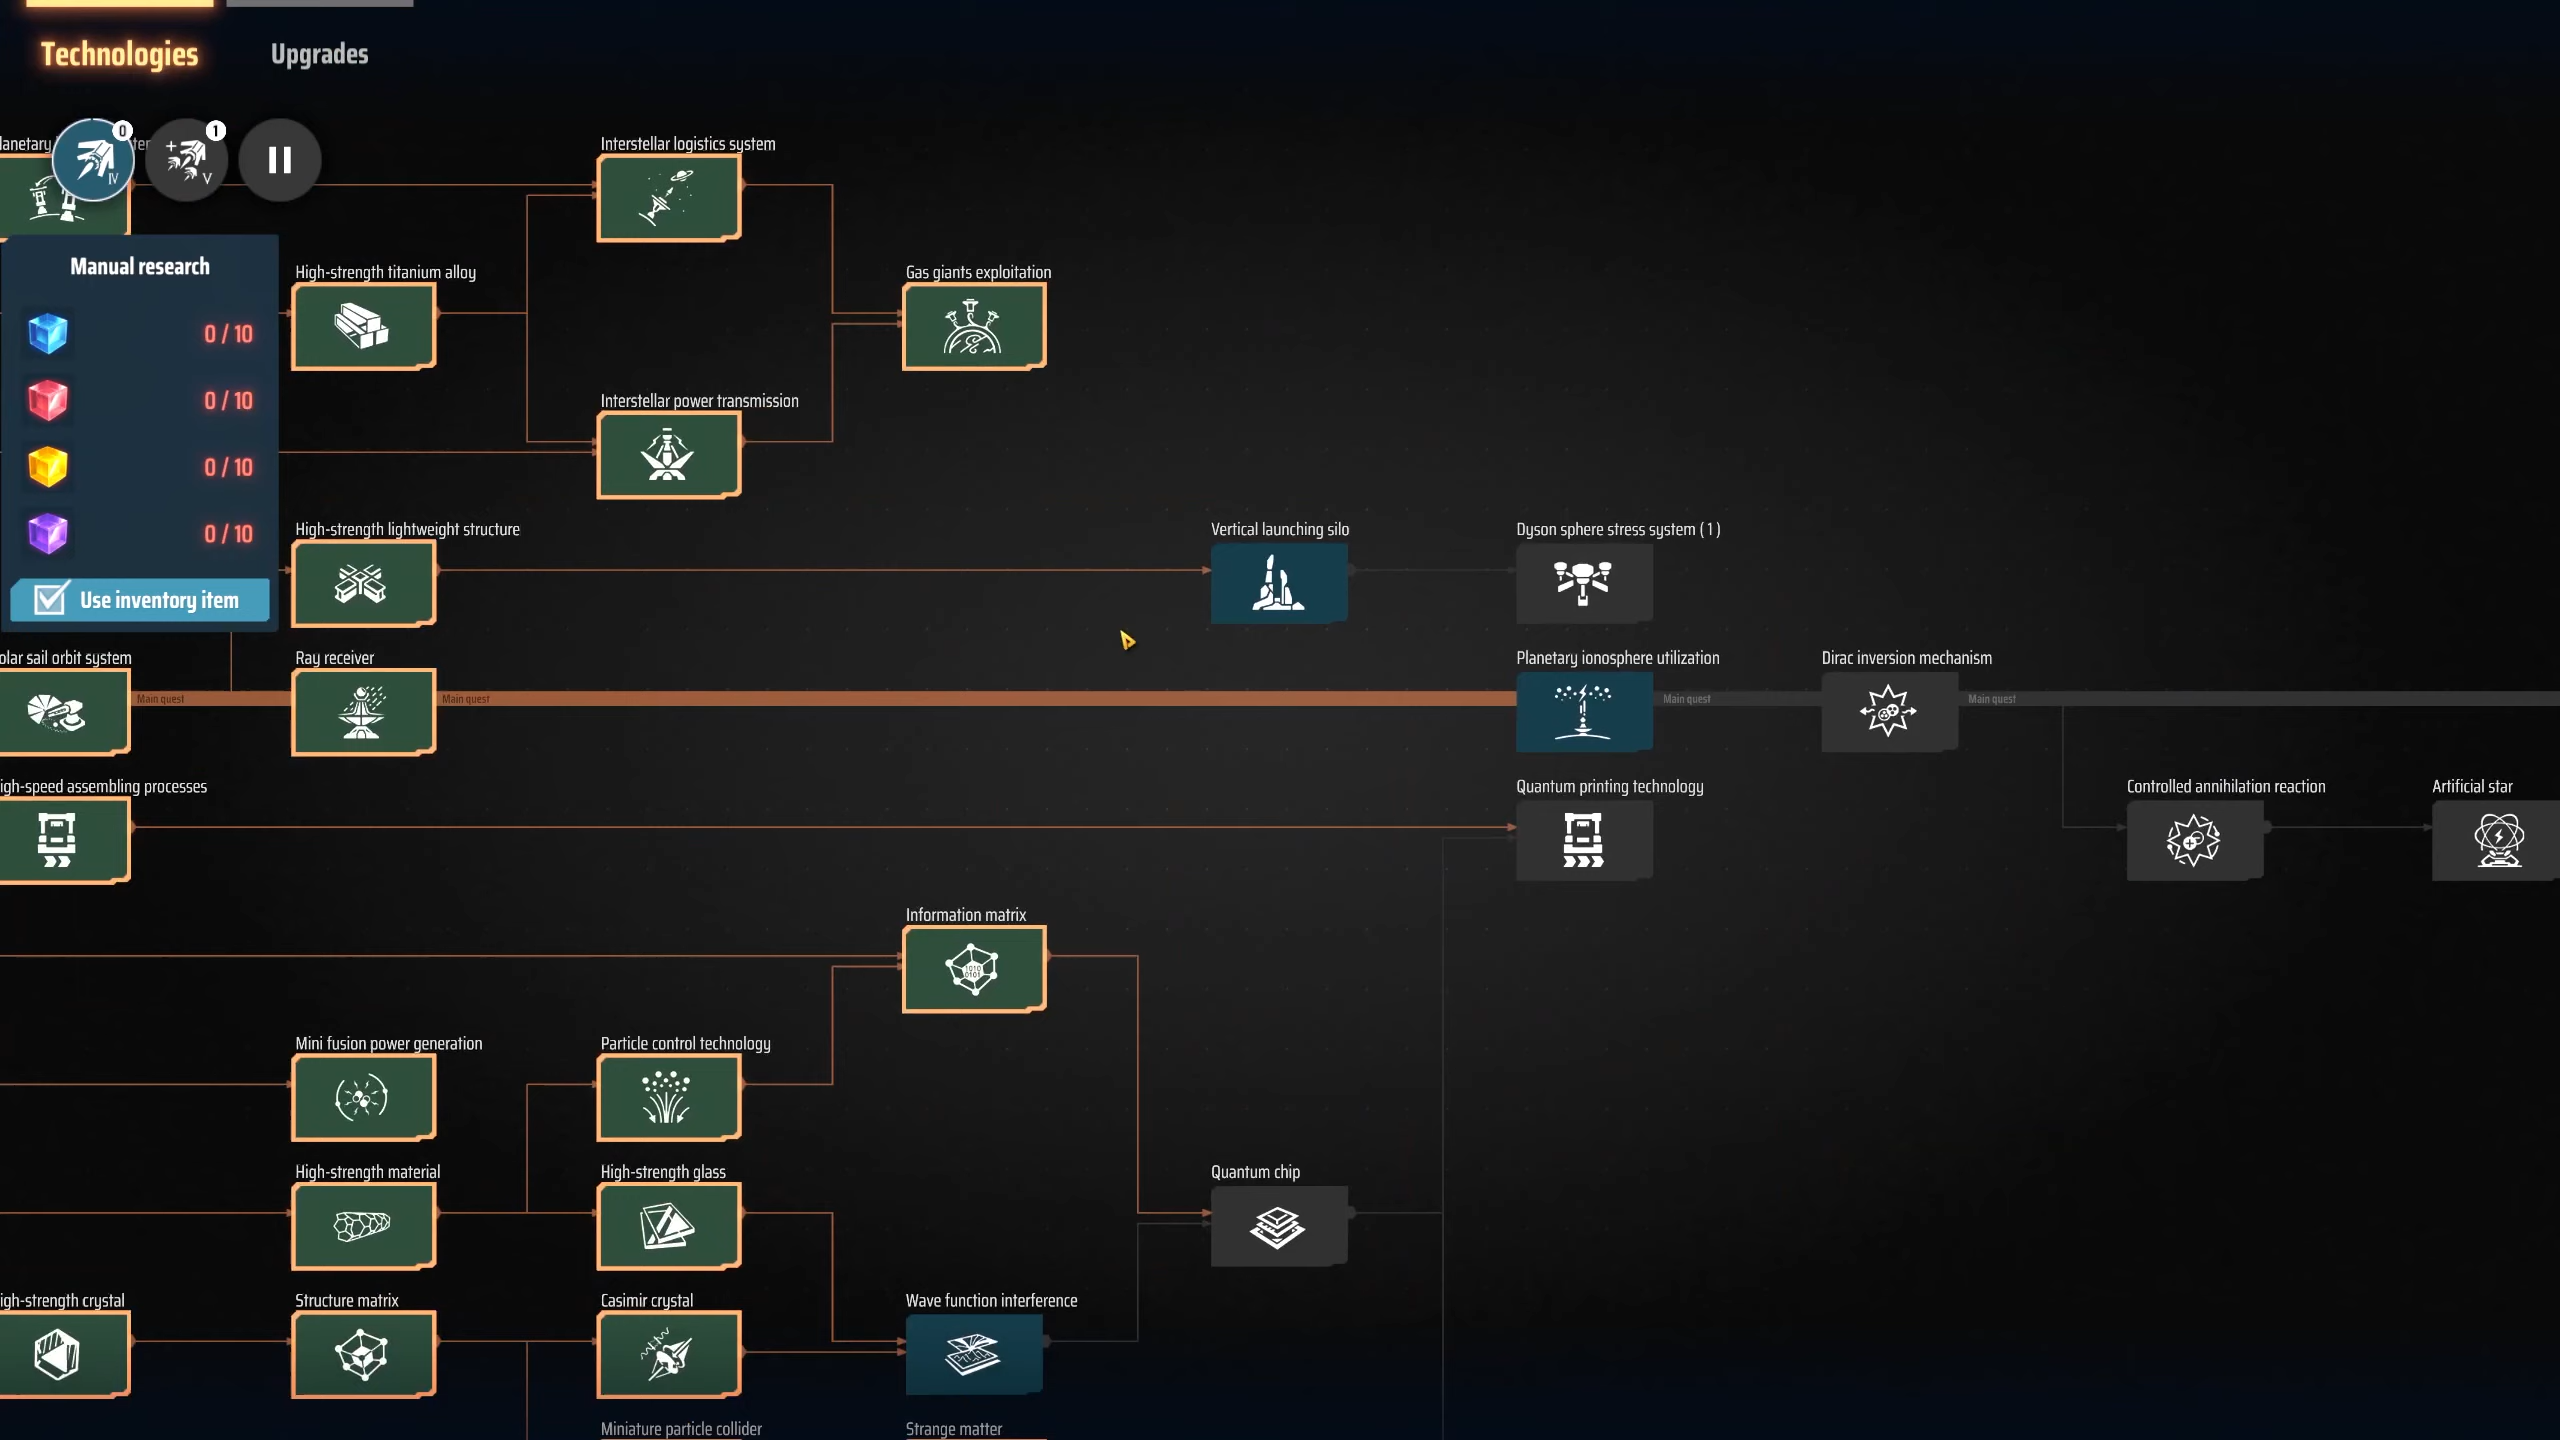 Technologies
Upgrades
0
1
IV
V
Interstellar logistics system
Manual research
0 / 10
0 / 10
0 / 10
0 / 10
Use inventory item
High-strength titanium alloy
Gas giants exploitation
Interstellar power transmission
High-strength lightweight structure
Vertical launching silo
Dyson sphere stress system ( 1 )
olar sail orbit system
Ray receiver
Planetary ionosphere utilization
Dirac inversion mechanism
Main quest
Main quest
Main quest
Main quest
igh-speed assembling processes
Quantum printing technology
Controlled annihilation reaction
Artificial star
Information matrix
1010
0101
Mini fusion power generation
Particle control technology
High-strength material
High-strength glass
Quantum chip
igh-strength crystal
Structure matrix
Casimir crystal
Wave function interference
Miniature particle collider
Strange matter